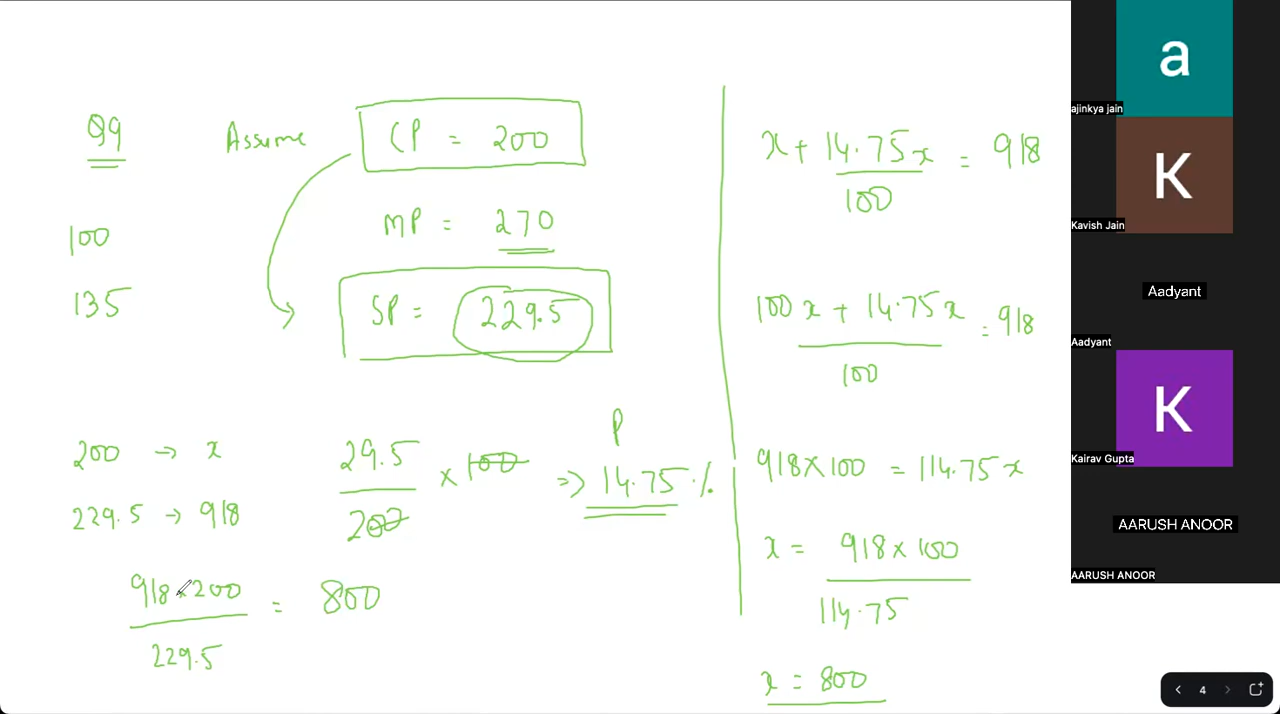 Q9
Assume
CP = 200
100
MP = 270
135
SP = 229.5
200 → x
229.5 → 918
918 × 200 / 229.5 = 800
29.5 / 200 × 100 => 14.75 %
P
x + 14.75x / 100 = 918
100x + 14.75x / 100 = 918
918 × 100 = 114.75x
x = 918 × 100 / 114.75
x = 800
a
ajinkya jain
K
Kavish Jain
Aadyant
Aadyant
K
Kairav Gupta
AARUSH ANOOR
AARUSH ANOOR
< 4 >